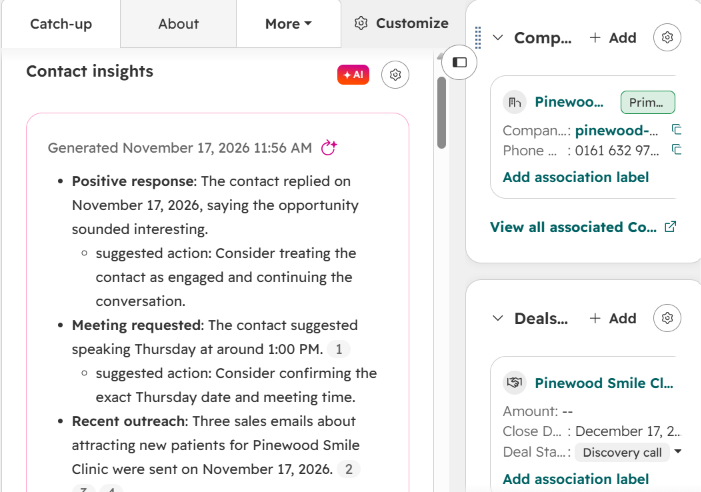 Catch-up
About
More
Customize
Contact insights
AI
Generated November 17, 2026 11:56 AM
Positive response: The contact replied on
November 17, 2026, saying the opportunity
sounded interesting.
suggested action: Consider treating the
contact as engaged and continuing the
conversation.
Meeting requested: The contact suggested
speaking Thursday at around 1:00 PM. 1
suggested action: Consider confirming the
exact Thursday date and meeting time.
Recent outreach: Three sales emails about
attracting new patients for Pinewood Smile
Clinic were sent on November 17, 2026. 2
3 4
Comp...
+ Add
Pinewoo...
Prim...
Compan...: pinewood-...
Phone ... : 0161 632 97...
Add association label
View all associated Co...
Deals...
+ Add
Pinewood Smile Cl...
Amount: --
Close D... : December 17, 2...
Deal Sta...: Discovery call
Add association label